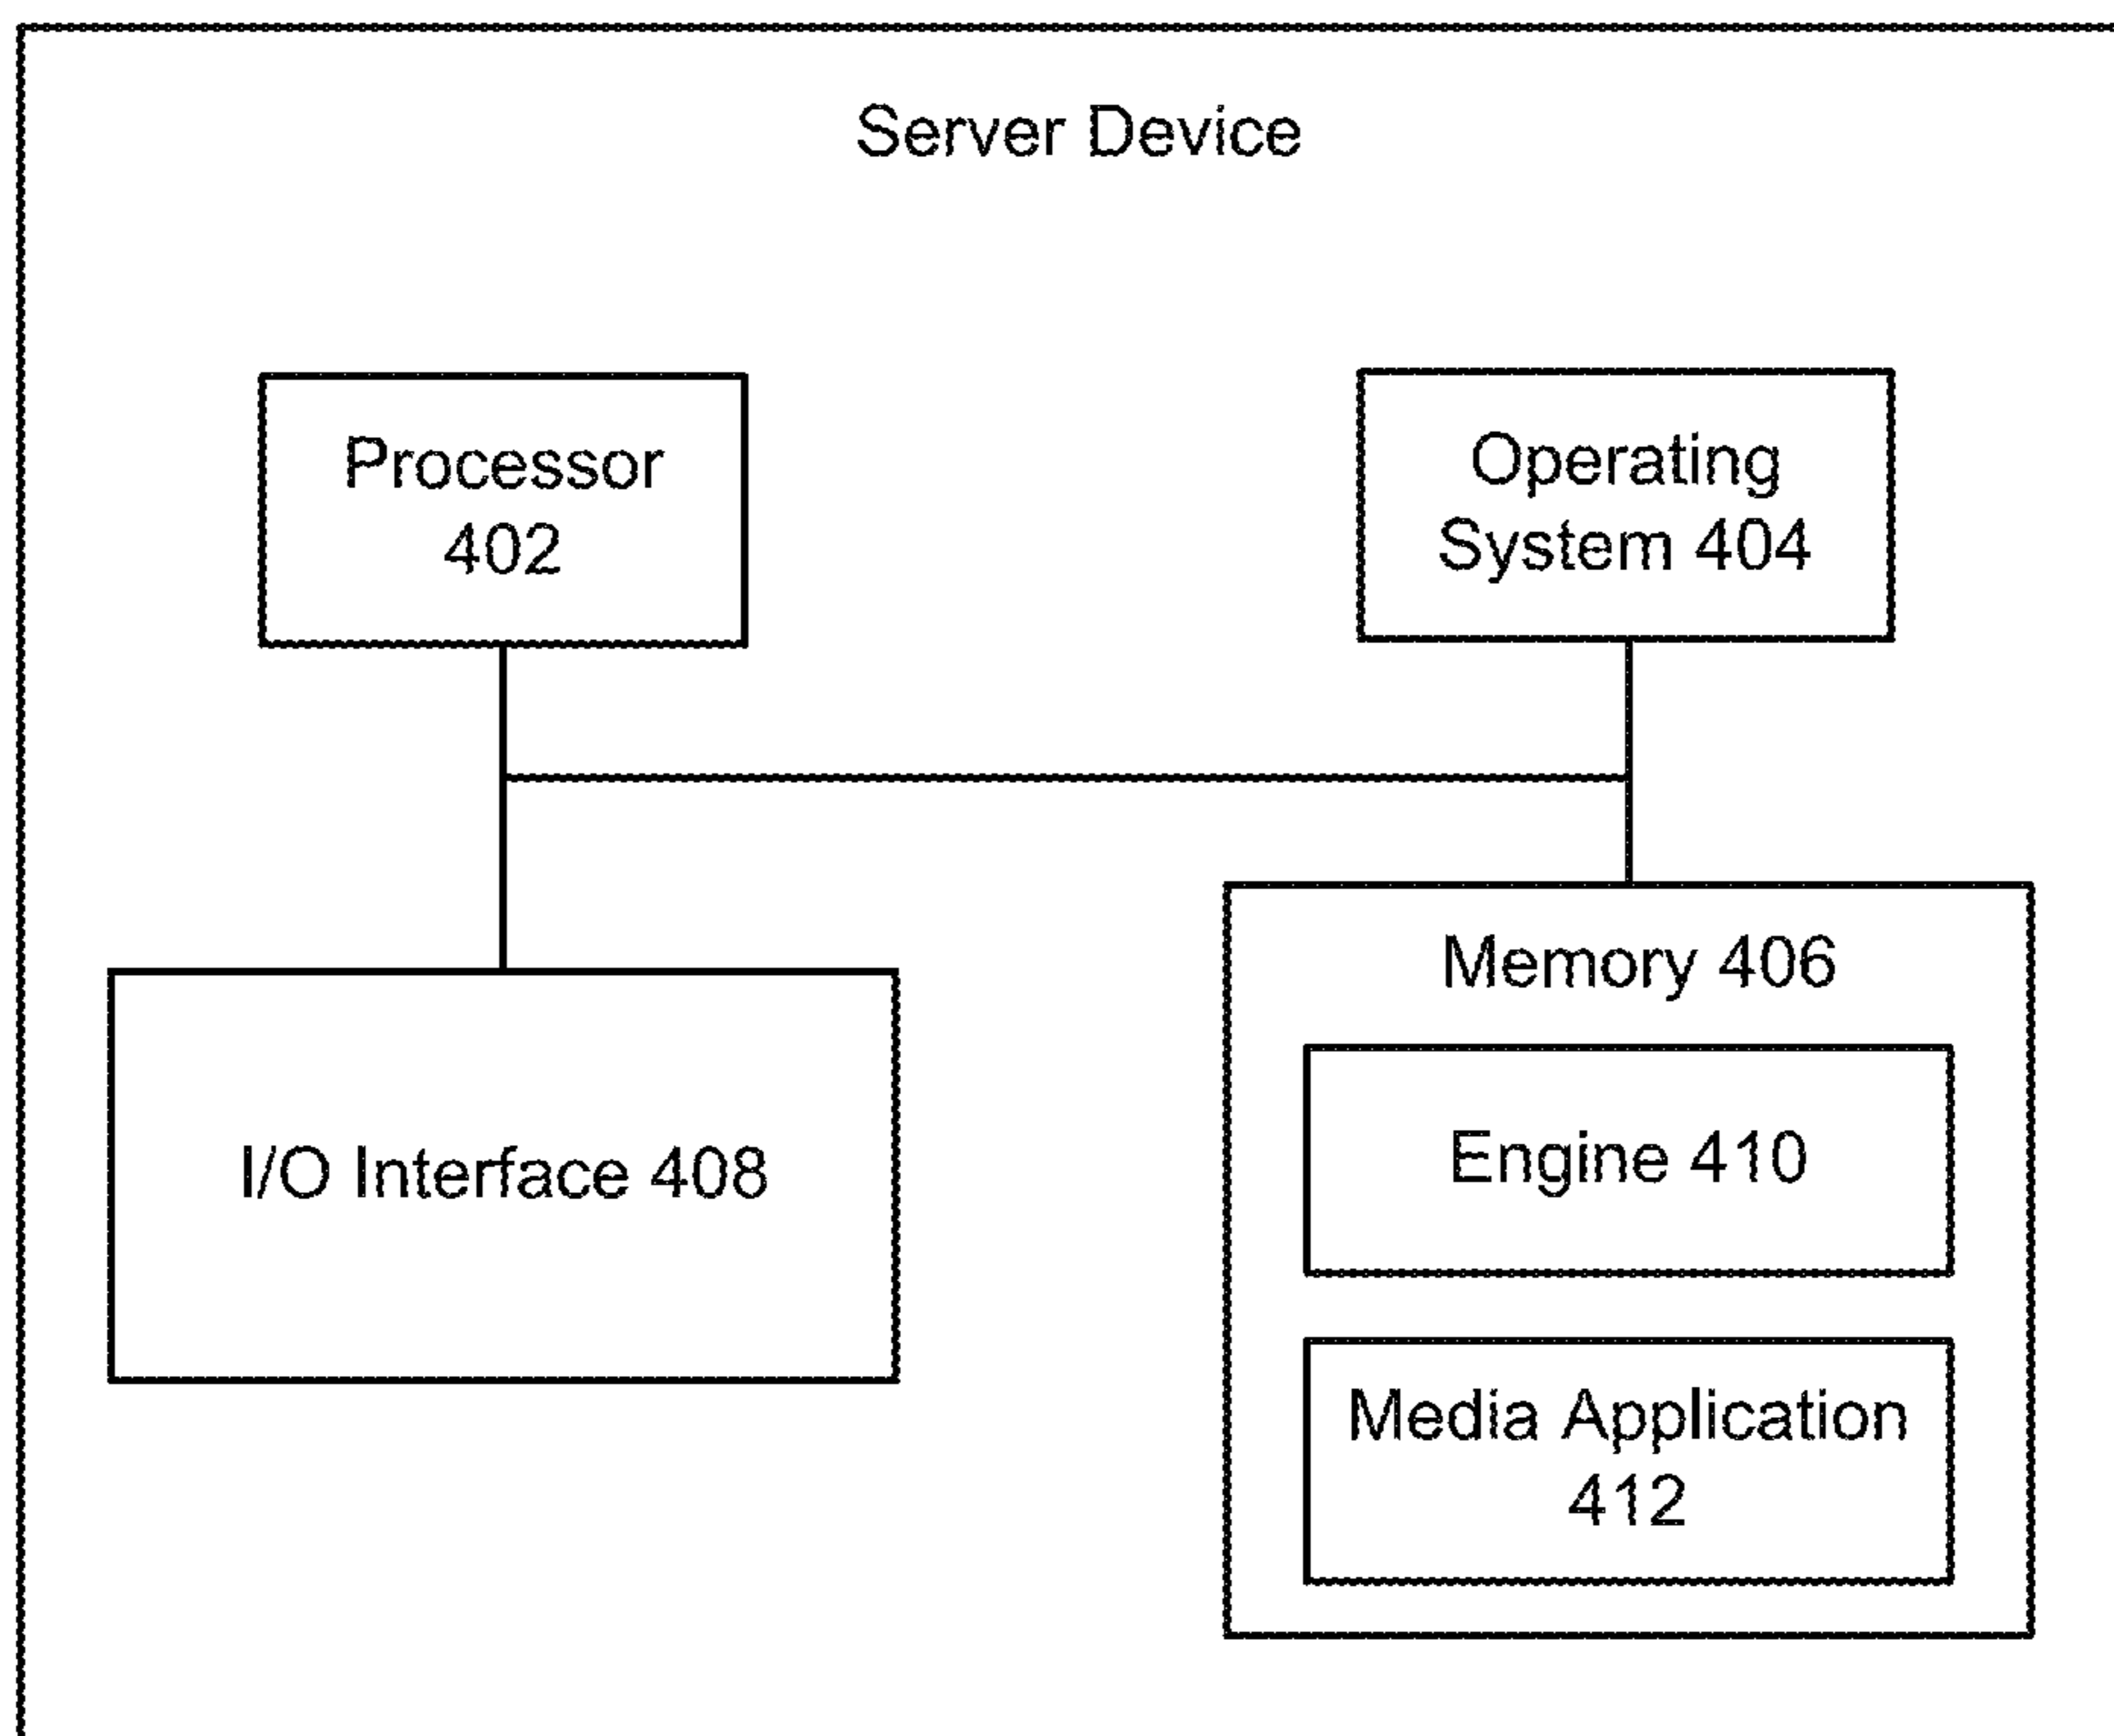 Server Device
Processor
402
Operating
System 404
I/O Interface 408
Memory 406
Engine 410
Media Application
412